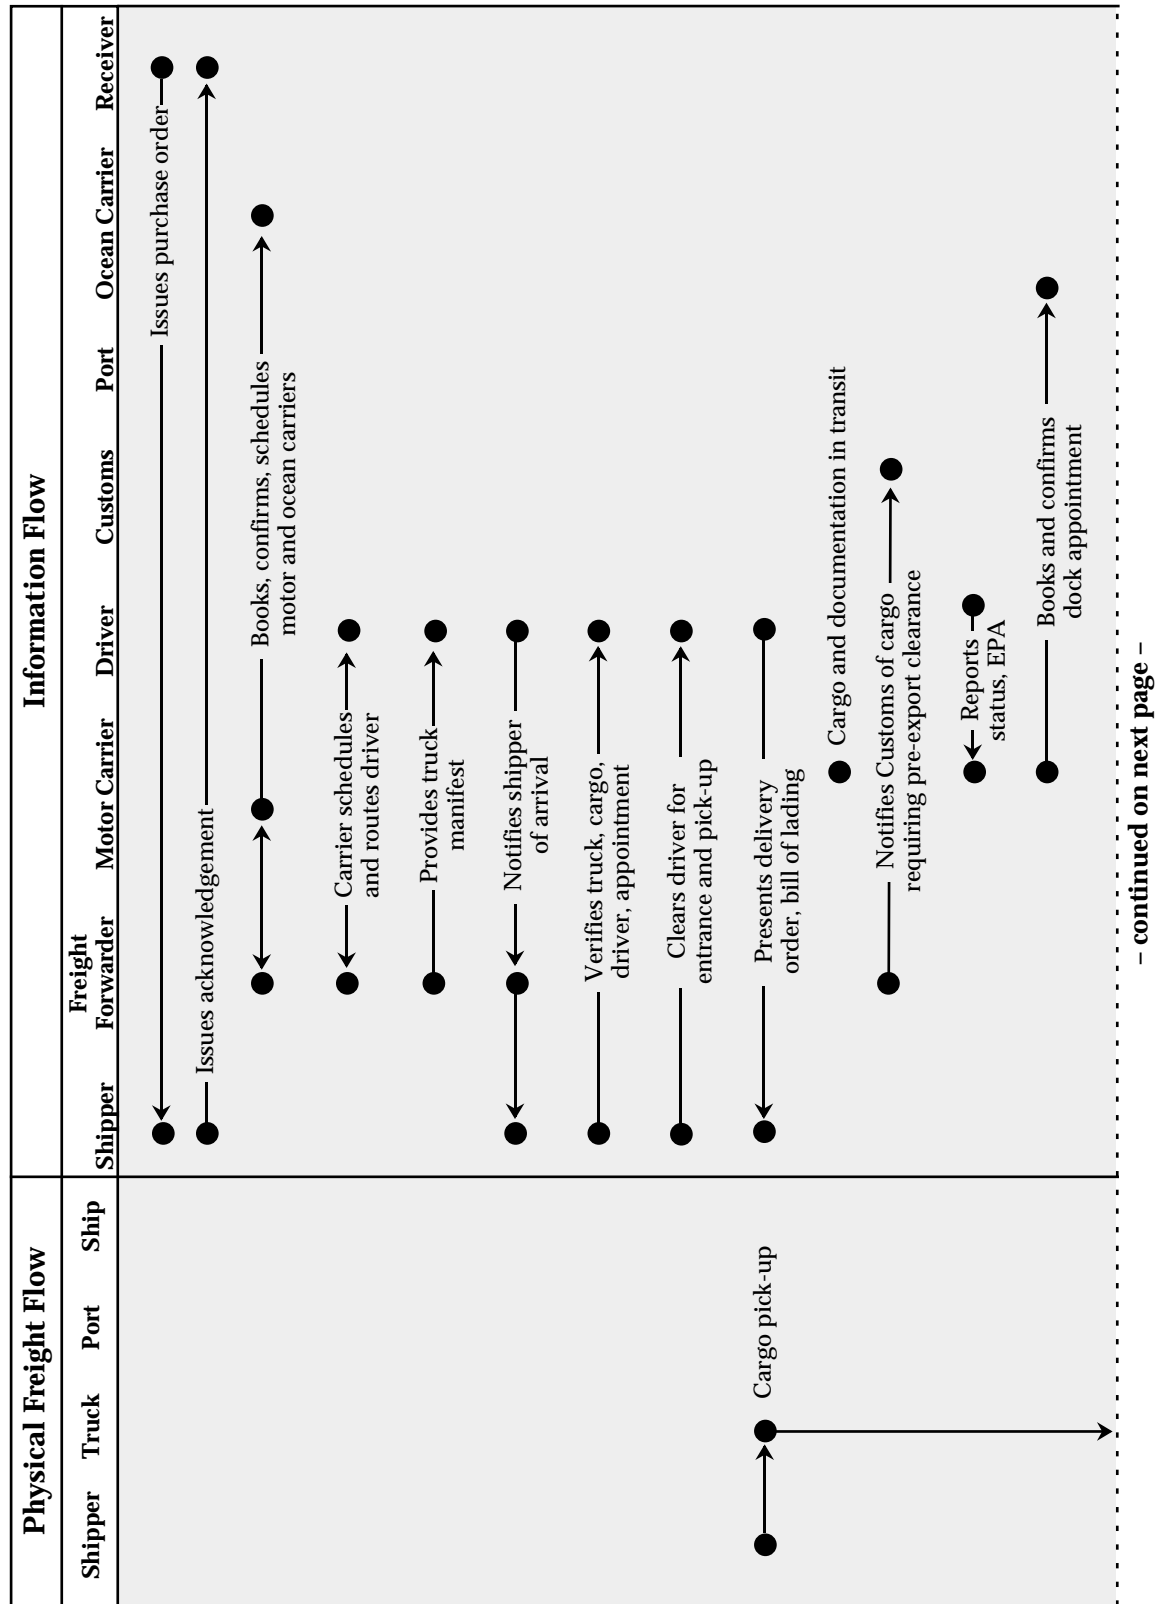 Physical Freight Flow
Information Flow
Shipper
Truck
Port
Ship
Shipper
Freight
Forwarder
Motor Carrier
Driver
Customs
Port
Ocean Carrier
Receiver
Issues purchase order
Issues acknowledgement
Books, confirms, schedules
motor and ocean carriers
Carrier schedules
and routes driver
Provides truck
manifest
Notifies shipper
of arrival
Verifies truck, cargo,
driver, appointment
Clears driver for
entrance and pick-up
Cargo pick-up
Presents delivery
order, bill of lading
Cargo and documentation in transit
Notifies Customs of cargo
requiring pre-export clearance
Reports
status, EPA
Books and confirms
dock appointment
– continued on next page –